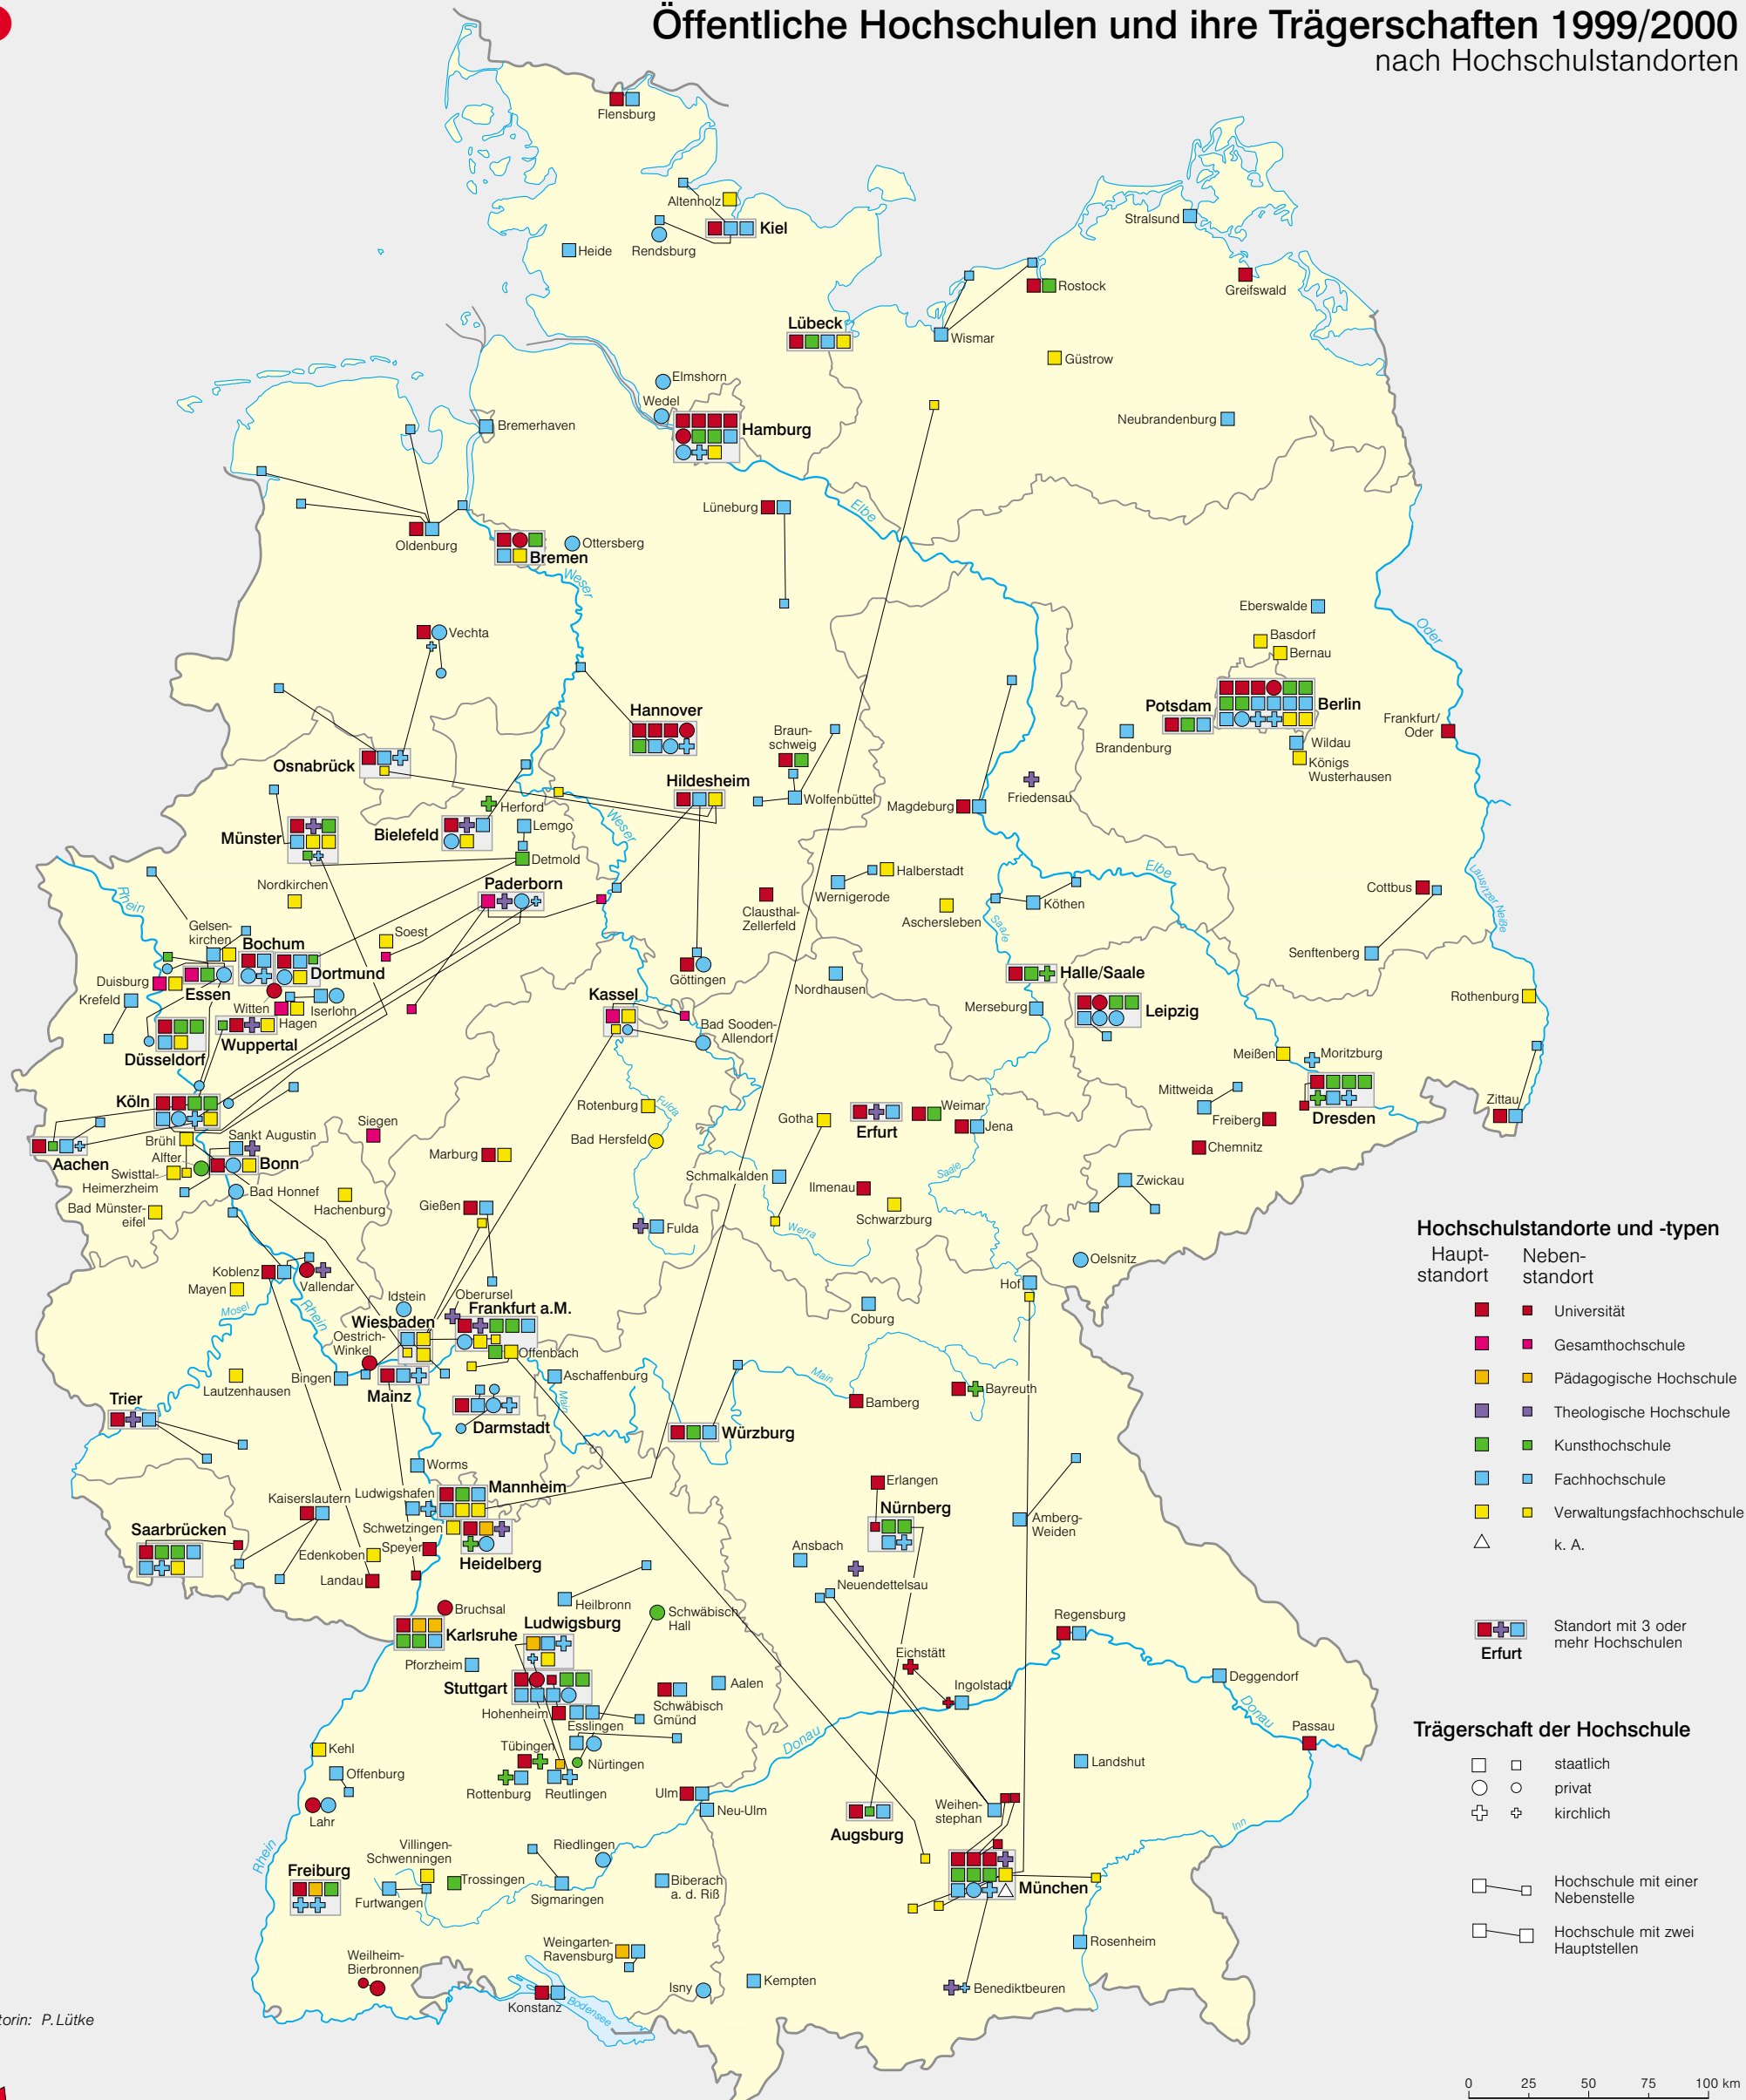 Öffentliche Hochschulen und ihre Trägerschaften 1999/2000
nach Hochschulstandorten
Flensburg
Altenholz
Kiel
Rendsburg
Heide
Stralsund
Greifswald
Rostock
Lübeck
Wismar
Güstrow
Elmshorn
Wedel
Hamburg
Bremerhaven
Neubrandenburg
Lüneburg
Elbe
Oldenburg
Bremen
Ottersberg
Weser
Eberswalde
Oder
Basdorf
Bernau
Vechta
Hannover
Potsdam
Berlin
Frankfurt/
Oder
Braun-
schweig
Brandenburg
Wildau
Königs
Wusterhausen
Osnabrück
Hildesheim
Wolfenbüttel
Magdeburg
Friedensau
Herford
Münster
Bielefeld
Lemgo
Weser
Detmold
Halberstadt
Elbe
Nordkirchen
Paderborn
Wernigerode
Köthen
Cottbus
Lausitzer Neiße
Rhein
Clausthal-
Zellerfeld
Aschersleben
Saale
Gelsen-
kirchen
Soest
Bochum
Senftenberg
Dortmund
Göttingen
Nordhausen
Halle/Saale
Duisburg
Essen
Kassel
Krefeld
Witten
Iserlohn
Merseburg
Leipzig
Rothenburg
Hagen
Düsseldorf
Wuppertal
Bad Sooden-
Allendorf
Meißen
Moritzburg
Mittweida
Köln
Rotenburg
Fulda
Gotha
Erfurt
Weimar
Jena
Freiberg
Dresden
Zittau
Siegen
Brühl
Sankt Augustin
Bad Hersfeld
Chemnitz
Aachen
Alfter
Bonn
Marburg
Swisttal-
Heimerzheim
Schmalkalden
Ilmenau
Saale
Zwickau
Bad Honnef
Hachenburg
Bad Münster-
eifel
Gießen
Schwarzburg
Fulda
Werra
Oelsnitz
Koblenz
Vallendar
Mayen
Mosel
Rhein
Idstein
Oberursel
Hof
Coburg
Frankfurt a.M.
Wiesbaden
Oestrich-
Winkel
Offenbach
Bingen
Mainz
Aschaffenburg
Main
Main
Lautzenhausen
Bayreuth
Bamberg
Trier
Darmstadt
Würzburg
Worms
Erlangen
Ludwigshafen
Mannheim
Kaiserslautern
Nürnberg
Amberg-
Weiden
Saarbrücken
Schwetzingen
Speyer
Edenkoben
Heidelberg
Ansbach
Landau
Neuendettelsau
Bruchsal
Heilbronn
Schwäbisch
Hall
Ludwigsburg
Karlsruhe
Regensburg
Pforzheim
Eichstätt
Stuttgart
Aalen
Ingolstadt
Deggendorf
Donau
Hohenheim
Schwäbisch
Gmünd
Esslingen
Donau
Passau
Tübingen
Nürtingen
Kehl
Landshut
Offenburg
Rottenburg
Reutlingen
Ulm
Neu-Ulm
Weihen-
stephan
Lahr
Augsburg
Inn
Rhein
Villingen-
Schwenningen
Riedlingen
Freiburg
Trossingen
Biberach
a. d. Riß
München
Furtwangen
Sigmaringen
Weingarten-
Ravensburg
Rosenheim
Weilheim-
Bierbronnen
Kempten
Isny
Benediktbeuren
Konstanz
Bodensee
Hochschulstandorte und -typen
Haupt-
standort
Neben-
standort
Universität
Gesamthochschule
Pädagogische Hochschule
Theologische Hochschule
Kunsthochschule
Fachhochschule
Verwaltungsfachhochschule
k. A.
Erfurt
Standort mit 3 oder
mehr Hochschulen
Trägerschaft der Hochschule
staatlich
privat
kirchlich
Hochschule mit einer
Nebenstelle
Hochschule mit zwei
Hauptstellen
torin: P. Lütke
0 25 50 75 100 km